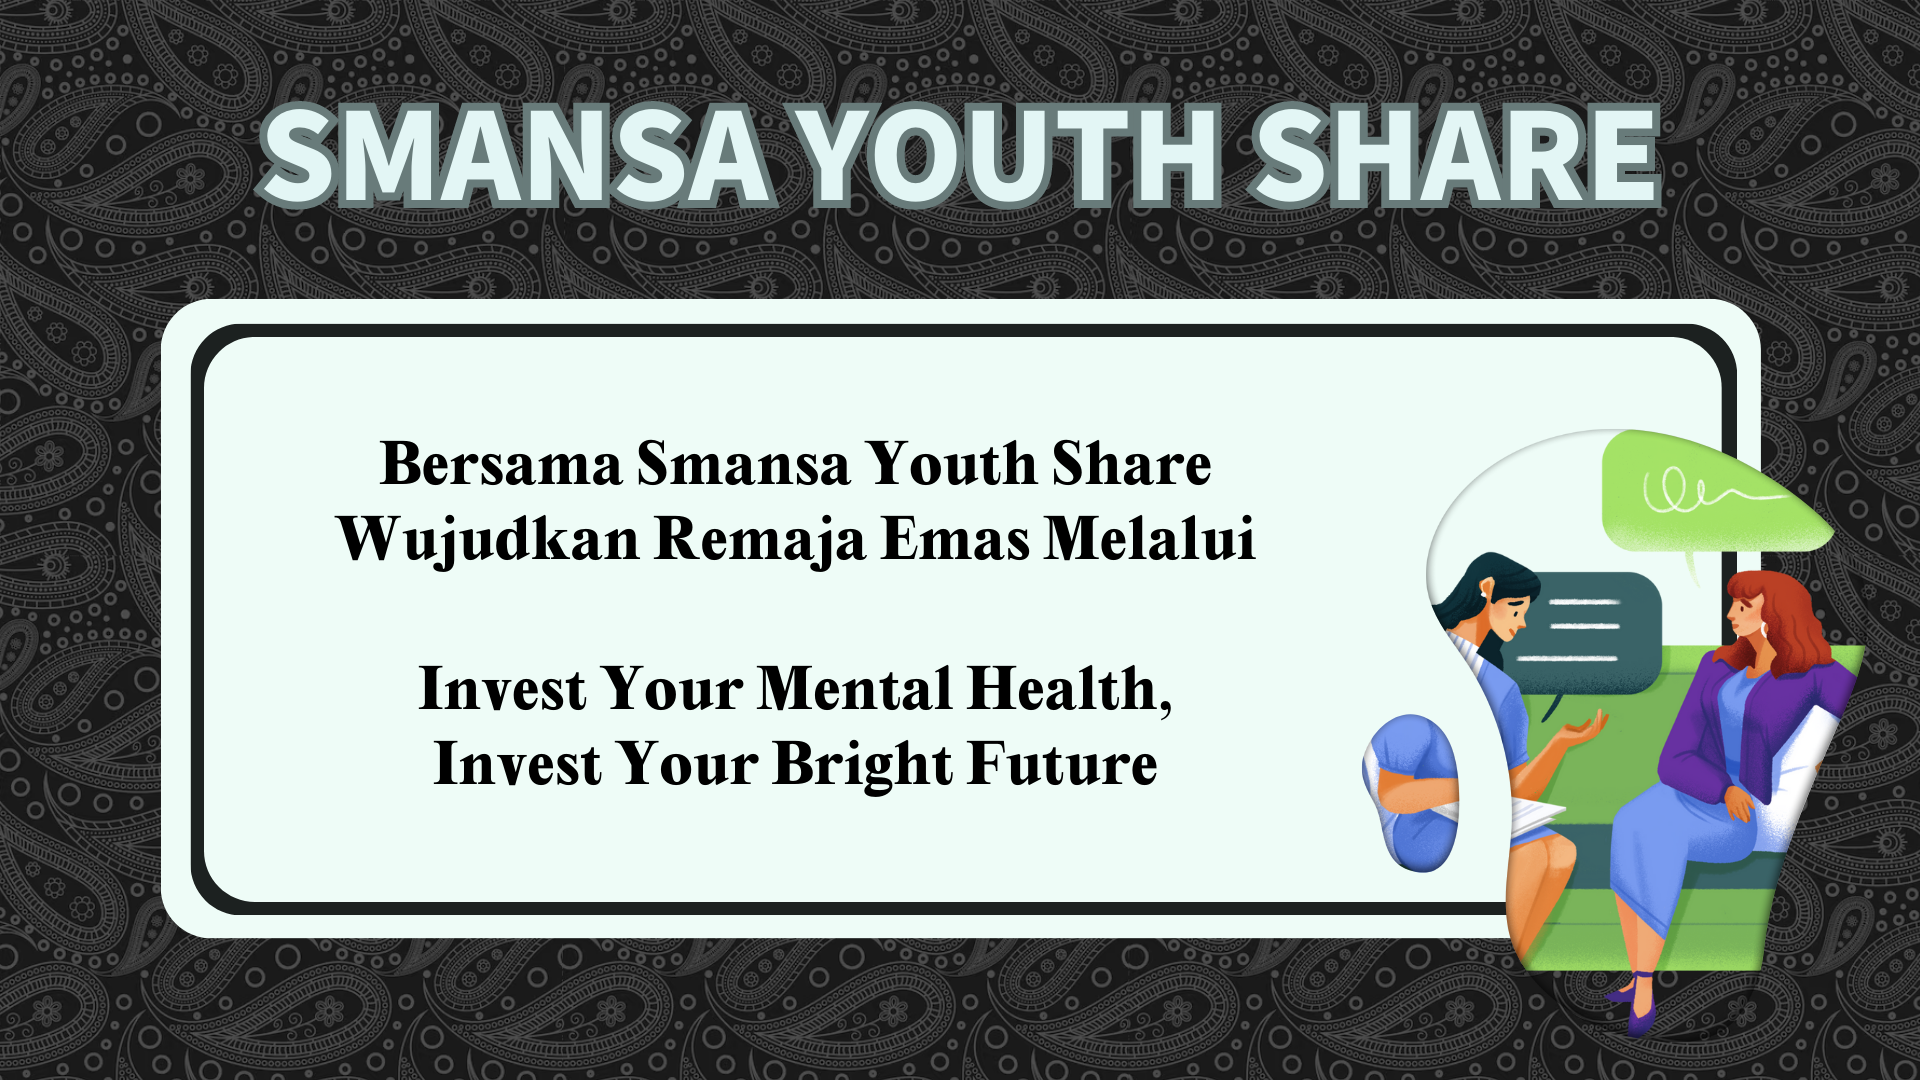 SMANSA YOUTH SHARE
Bersama Smansa Youth Share
Wujudkan Remaja Emas Melalui
Invest Your Mental Health,
Invest Your Bright Future